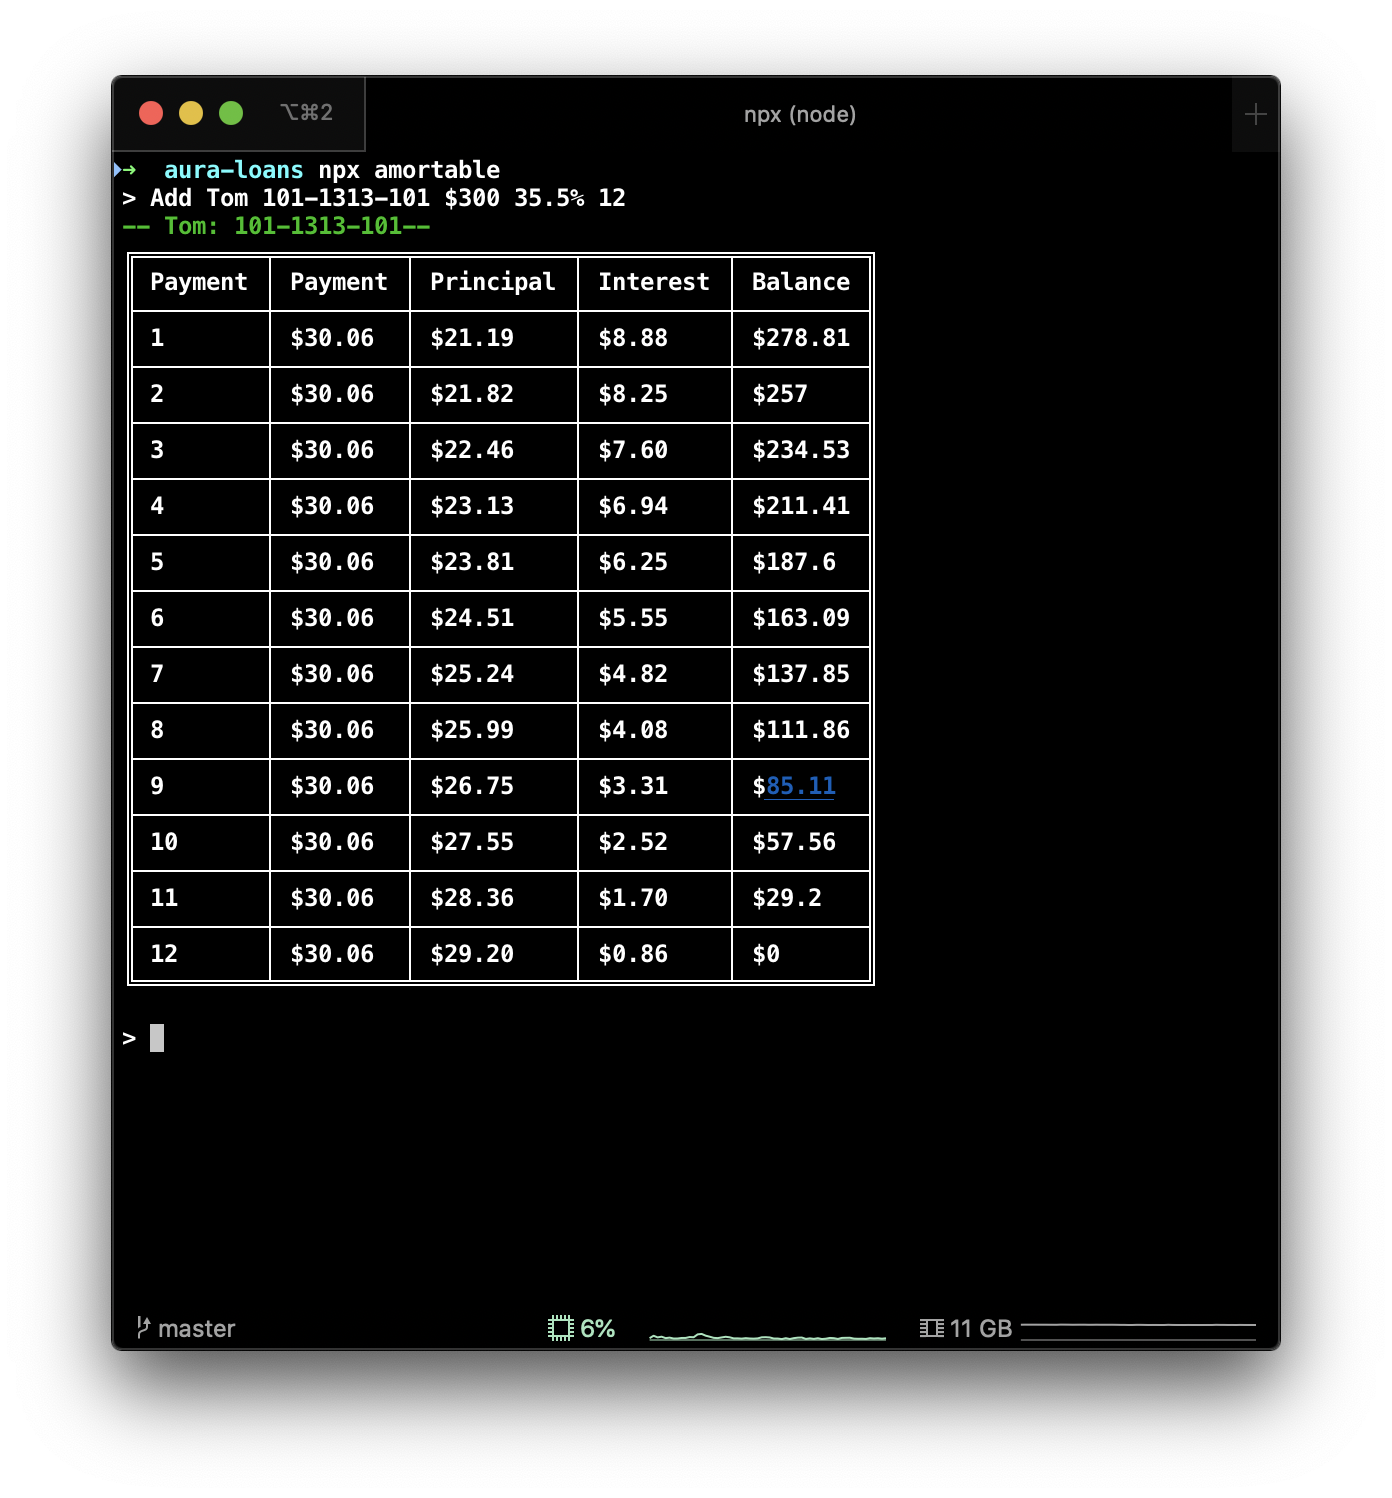 ⌥⌘2 npx (node)
➜ aura-loans npx amortable
> Add Tom 101-1313-101 $300 35.5% 12
-- Tom: 101-1313-101--
Payment Payment Principal Interest Balance
1 $30.06 $21.19 $8.88 $278.81
2 $30.06 $21.82 $8.25 $257
3 $30.06 $22.46 $7.60 $234.53
4 $30.06 $23.13 $6.94 $211.41
5 $30.06 $23.81 $6.25 $187.6
6 $30.06 $24.51 $5.55 $163.09
7 $30.06 $25.24 $4.82 $137.85
8 $30.06 $25.99 $4.08 $111.86
9 $30.06 $26.75 $3.31 $85.11
10 $30.06 $27.55 $2.52 $57.56
11 $30.06 $28.36 $1.70 $29.2
12 $30.06 $29.20 $0.86 $0
>
master 6% 11 GB